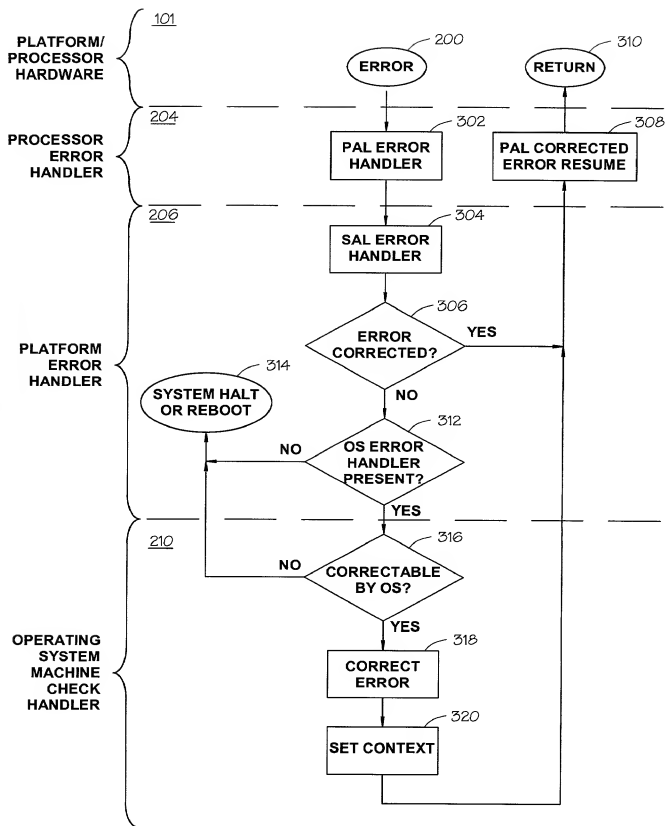 101
PLATFORM/
PROCESSOR
HARDWARE
200
ERROR
310
RETURN
204
PROCESSOR
ERROR
HANDLER
302
PAL ERROR
HANDLER
308
PAL CORRECTED
ERROR RESUME
206
304
SAL ERROR
HANDLER
306
ERROR
CORRECTED?
YES
NO
PLATFORM
ERROR
HANDLER
314
SYSTEM HALT
OR REBOOT
312
OS ERROR
HANDLER
PRESENT?
NO
YES
210
316
CORRECTABLE
BY OS?
NO
YES
OPERATING
SYSTEM
MACHINE
CHECK
HANDLER
318
CORRECT
ERROR
320
SET CONTEXT